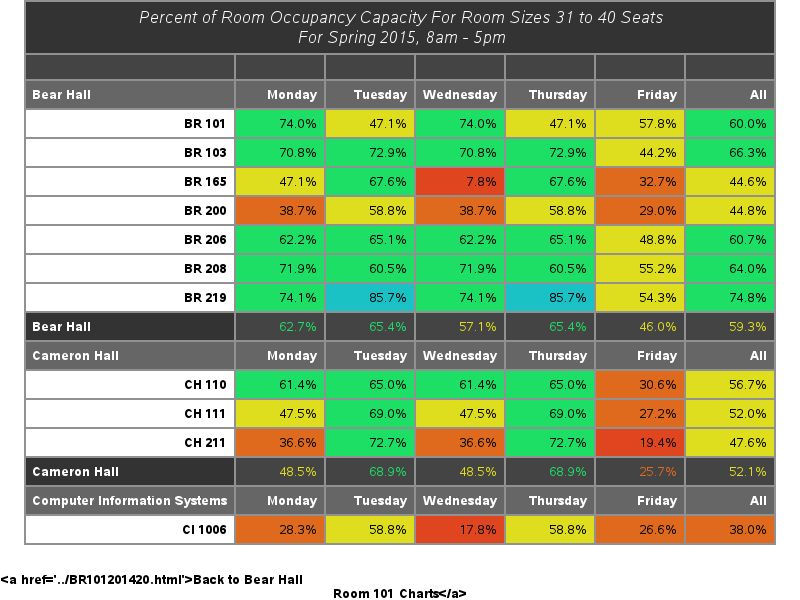 Percent of Room Occupancy Capacity For Room Sizes 31 to 40 Seats
For Spring 2015, 8am - 5pm
Bear Hall Monday Tuesday Wednesday Thursday Friday All
BR 101 74.0% 47.1% 74.0% 47.1% 57.8% 60.0%
BR 103 70.8% 72.9% 70.8% 72.9% 44.2% 66.3%
BR 165 47.1% 67.6% 7.8% 67.6% 32.7% 44.6%
BR 200 38.7% 58.8% 38.7% 58.8% 29.0% 44.8%
BR 206 62.2% 65.1% 62.2% 65.1% 48.8% 60.7%
BR 208 71.9% 60.5% 71.9% 60.5% 55.2% 64.0%
BR 219 74.1% 85.7% 74.1% 85.7% 54.3% 74.8%
Bear Hall 62.7% 65.4% 57.1% 65.4% 46.0% 59.3%
Cameron Hall Monday Tuesday Wednesday Thursday Friday All
CH 110 61.4% 65.0% 61.4% 65.0% 30.6% 56.7%
CH 111 47.5% 69.0% 47.5% 69.0% 27.2% 52.0%
CH 211 36.6% 72.7% 36.6% 72.7% 19.4% 47.6%
Cameron Hall 48.5% 68.9% 48.5% 68.9% 25.7% 52.1%
Computer Information Systems Monday Tuesday Wednesday Thursday Friday All
CI 1006 28.3% 58.8% 17.8% 58.8% 26.6% 38.0%
<a href='../BR101201420.html'>Back to Bear Hall
Room 101 Charts</a>